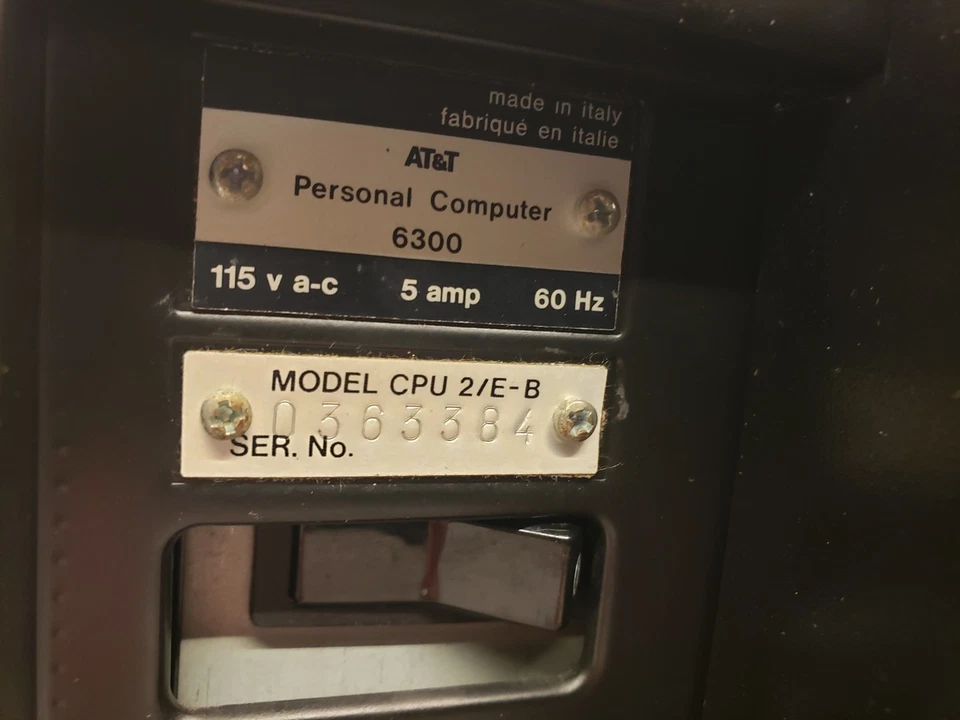 made in italy
fabriqué en italie
AT&T
Personal Computer
6300
115 v a-c 5 amp 60 Hz
MODEL CPU 2/E-B
0363384
SER. No.